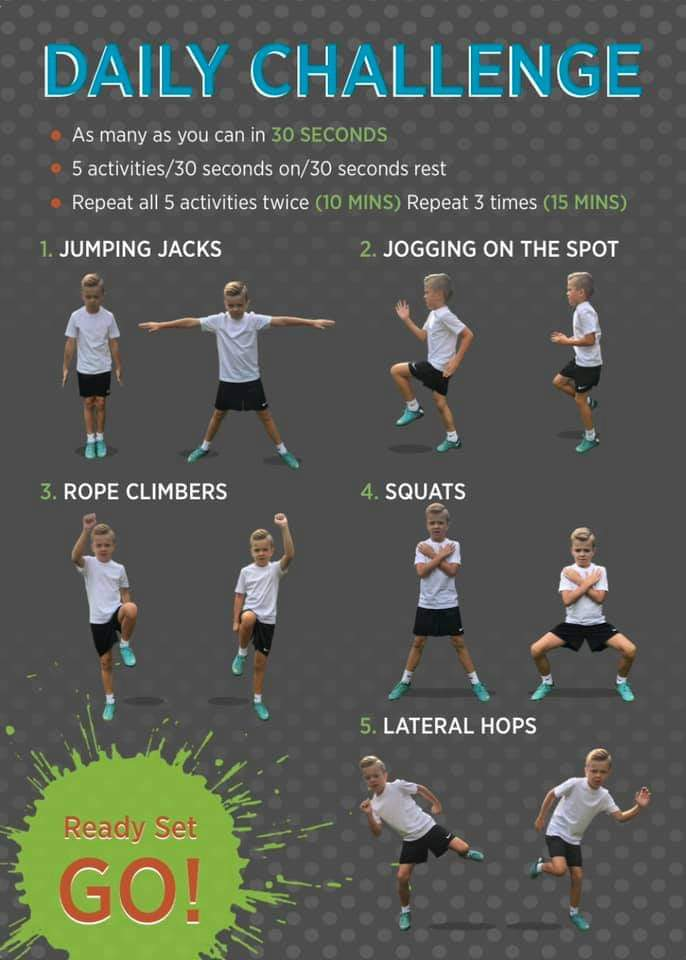 DAILY CHALLENGE
As many as you can in 30 SECONDS
5 activities/30 seconds on/30 seconds rest
Repeat all 5 activities twice (10 MINS) Repeat 3 times (15 MINS)
1. JUMPING JACKS
2. JOGGING ON THE SPOT
3. ROPE CLIMBERS
4. SQUATS
5. LATERAL HOPS
Ready Set
GO!